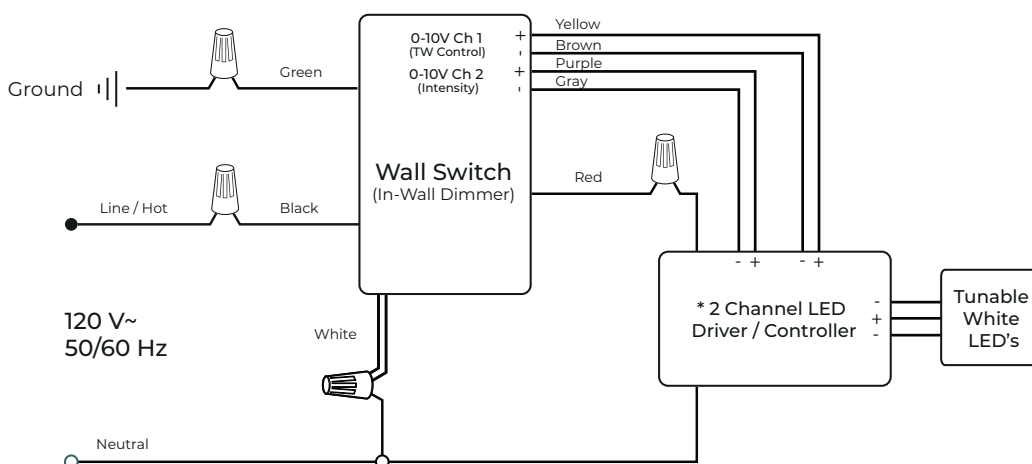 0-10V Ch 1
(TW Control)
+
-
0-10V Ch 2
(Intensity)
+
-
Yellow
Brown
Purple
Gray
Ground
Green
Wall Switch
(In-Wall Dimmer)
Red
Line / Hot
Black
- +
- +
* 2 Channel LED
Driver / Controller
-
+
-
Tunable
White
LED's
120 V~
50/60 Hz
White
Neutral